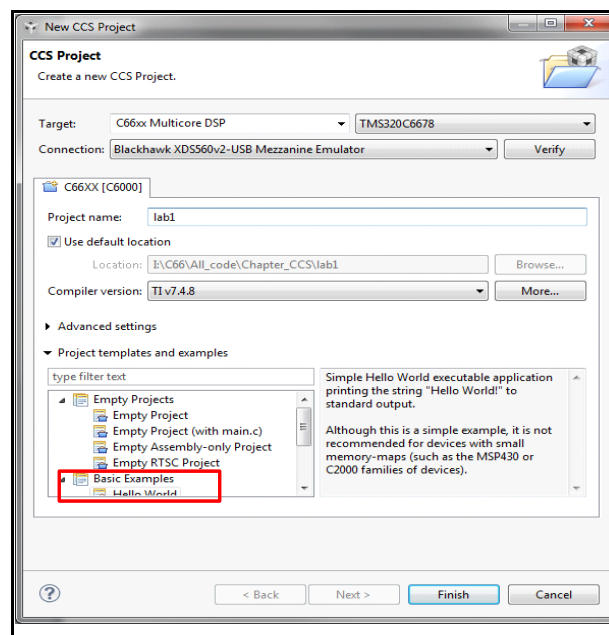 New CCS Project
CCS Project
Create a new CCS Project.
Target: C66xx Multicore DSP TMS320C6678
Connection: Blackhawk XDS560v2-USB Mezzanine Emulator Verify
C66XX [C6000]
Project name: lab1
Use default location
Location: I:\C66\All_code\Chapter_CCS\lab1 Browse...
Compiler version: TI v7.4.8 More...
Advanced settings
Project templates and examples
type filter text
Empty Projects
Empty Project
Empty Project (with main.c)
Empty Assembly-only Project
Empty RTSC Project
Basic Examples
Hello World
Simple Hello World executable application
printing the string "Hello World!" to
standard output.
Although this is a simple example, it is not
recommended for devices with small
memory-maps (such as the MSP430 or
C2000 families of devices).
< Back Next > Finish Cancel